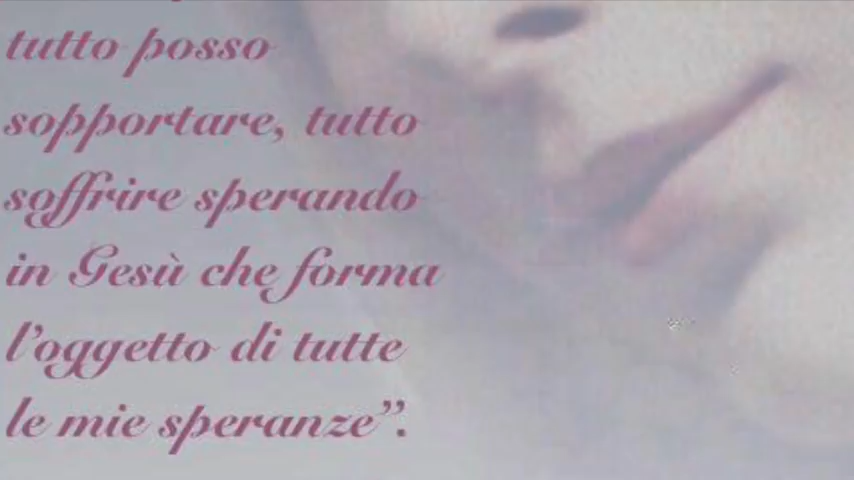 tutto posso
sopportare, tutto
soffrire sperando
in Gesù che forma
l’oggetto di tutte
le mie speranze”.